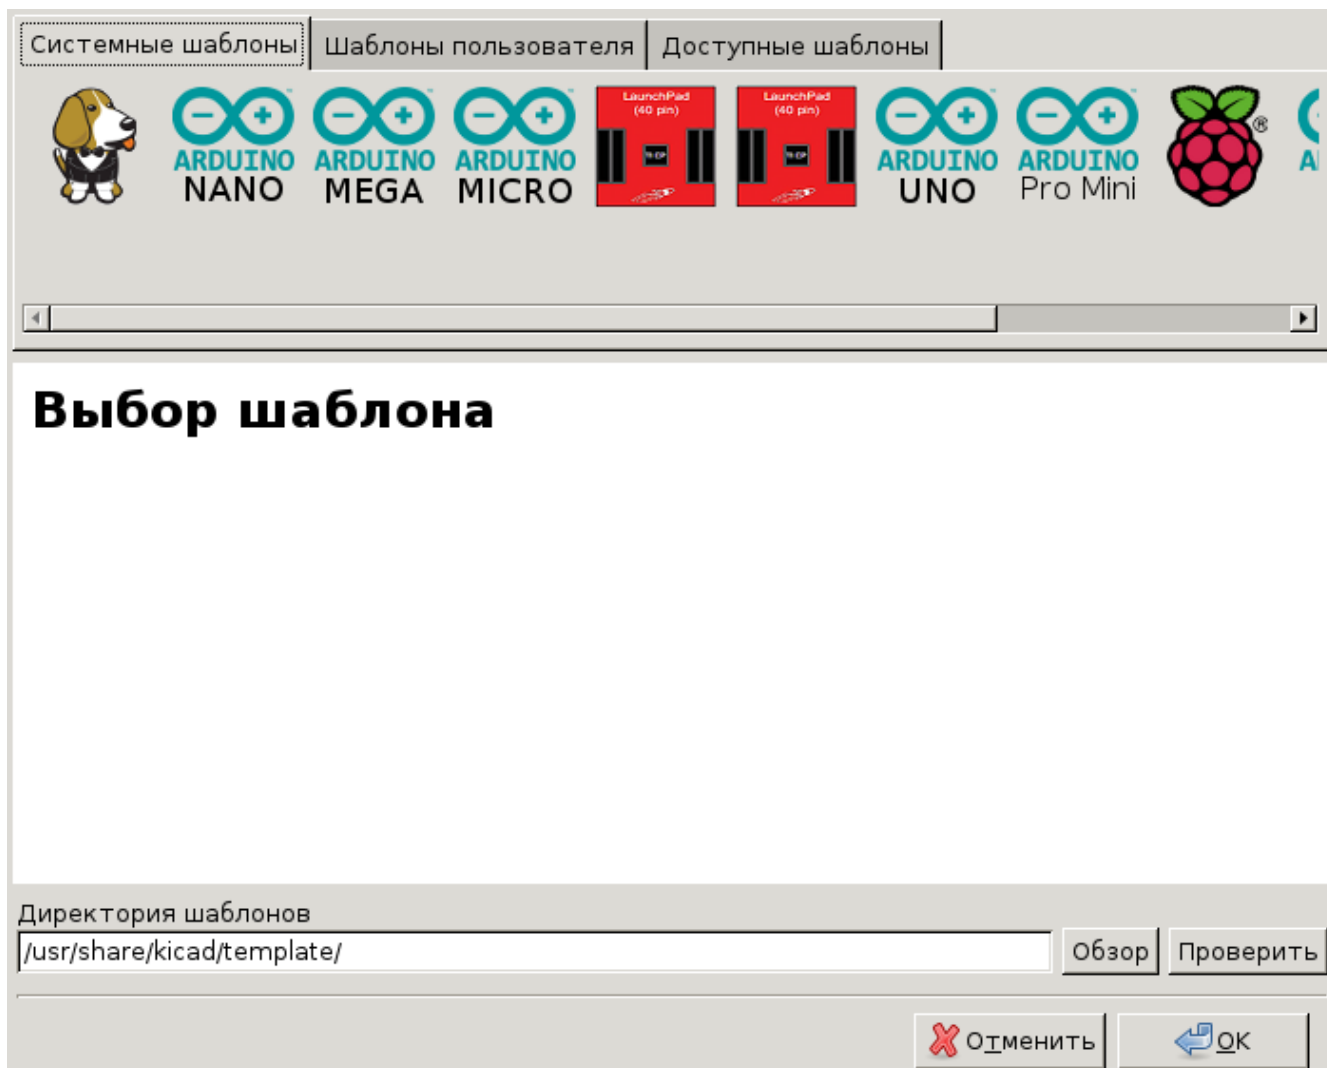 Системные шаблоны Шаблоны пользователя Доступные шаблоны
ARDUINO NANO
ARDUINO MEGA
ARDUINO MICRO
LaunchPad
(40 pin)
LaunchPad
(40 pin)
ARDUINO UNO
ARDUINO Pro Mini
Выбор шаблона
Директория шаблонов
/usr/share/kicad/template/ Обзор Проверить
Отменить OK